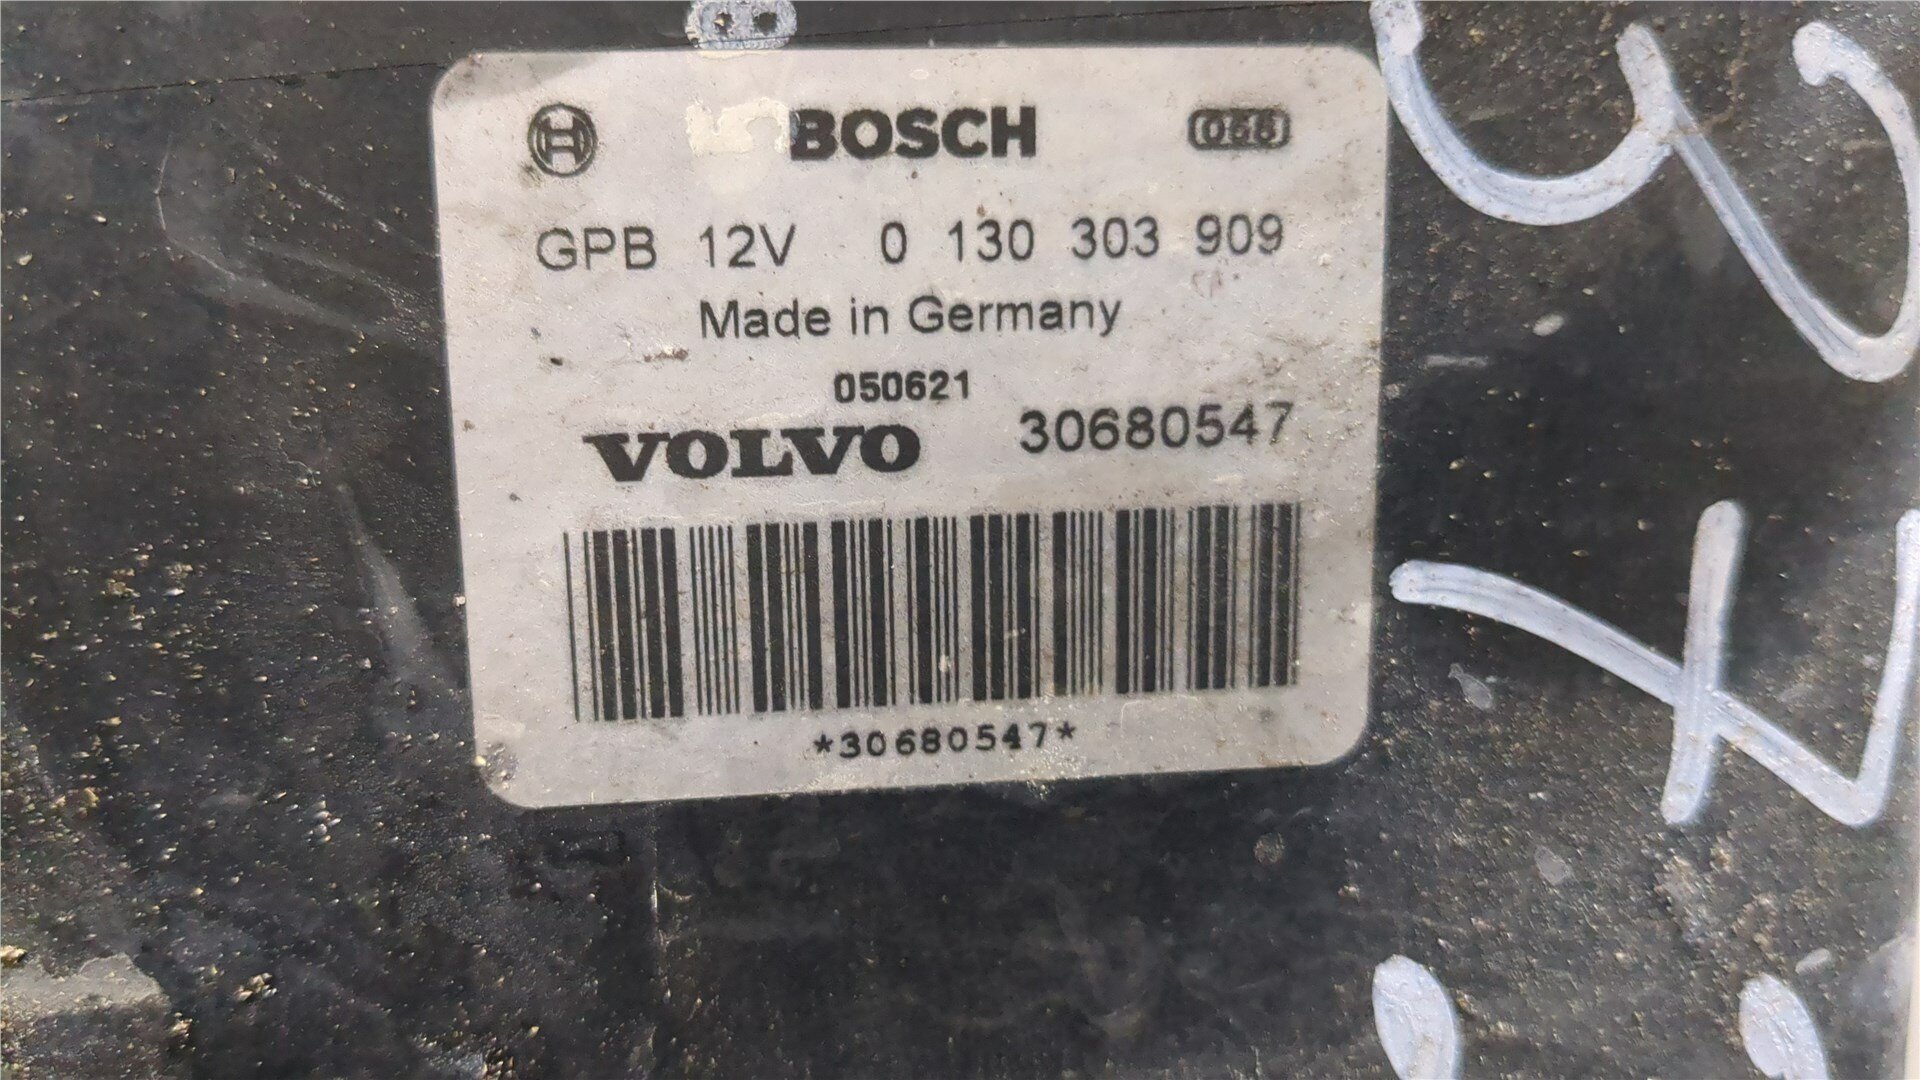 BOSCH
GPB 12V 0 130 303 909
Made in Germany
050621
VOLVO 30680547
*30680547*